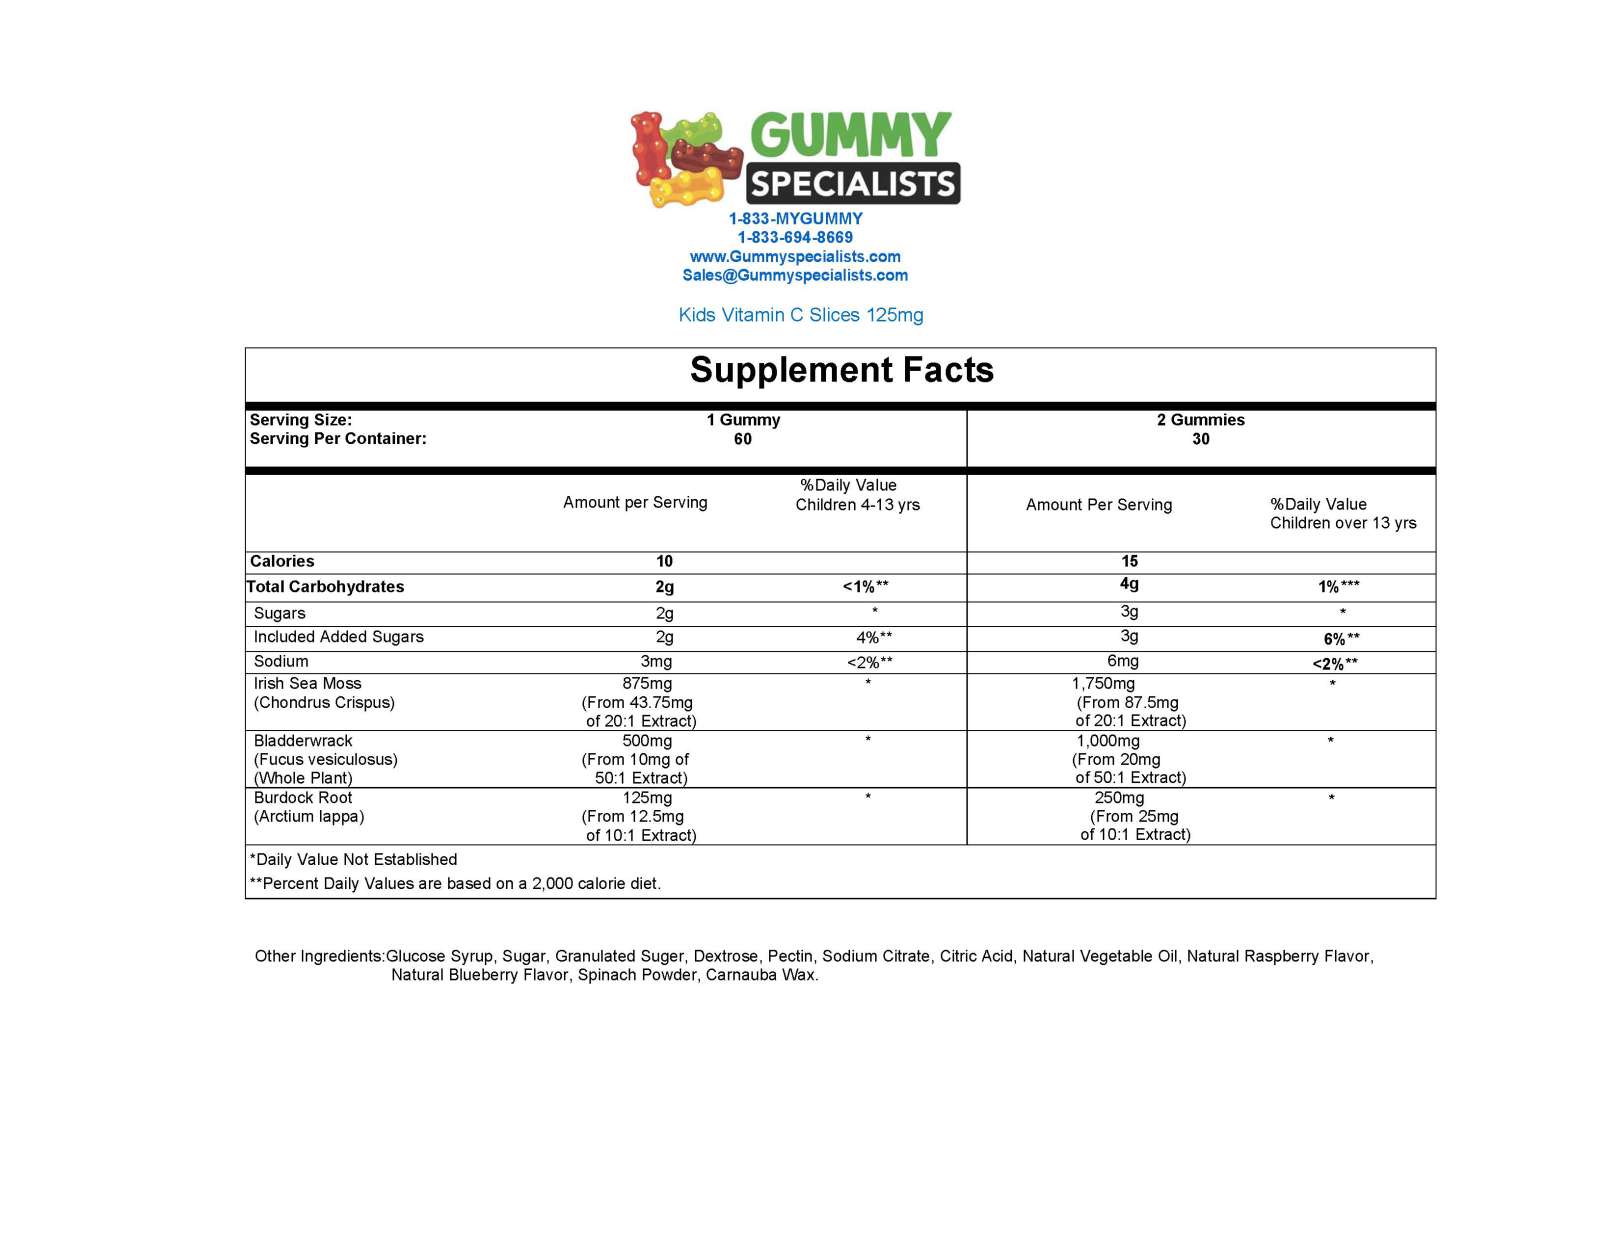 GUMMY
SPECIALISTS
1-833-MYGUMMY
1-833-694-8669
www.Gummyspecialists.com
Sales@Gummyspecialists.com
Kids Vitamin C Slices 125mg
Supplement Facts
Serving Size: 1 Gummy 2 Gummies
Serving Per Container: 60 30
Amount per Serving %Daily Value Children 4-13 yrs Amount Per Serving %Daily Value Children over 13 yrs
Calories 10 15
Total Carbohydrates 2g <1%** 4g 1%***
Sugars 2g * 3g *
Included Added Sugars 2g 4%** 3g 6%**
Sodium 3mg <2%** 6mg <2%**
Irish Sea Moss 875mg * 1,750mg *
(Chondrus Crispus) (From 43.75mg (From 87.5mg
of 20:1 Extract) of 20:1 Extract)
Bladderwrack 500mg * 1,000mg *
(Fucus vesiculosus) (From 10mg of (From 20mg
(Whole Plant) 50:1 Extract) of 50:1 Extract)
Burdock Root 125mg * 250mg *
(Arctium lappa) (From 12.5mg (From 25mg
of 10:1 Extract) of 10:1 Extract)
*Daily Value Not Established
**Percent Daily Values are based on a 2,000 calorie diet.
Other Ingredients:Glucose Syrup, Sugar, Granulated Suger, Dextrose, Pectin, Sodium Citrate, Citric Acid, Natural Vegetable Oil, Natural Raspberry Flavor,
Natural Blueberry Flavor, Spinach Powder, Carnauba Wax.